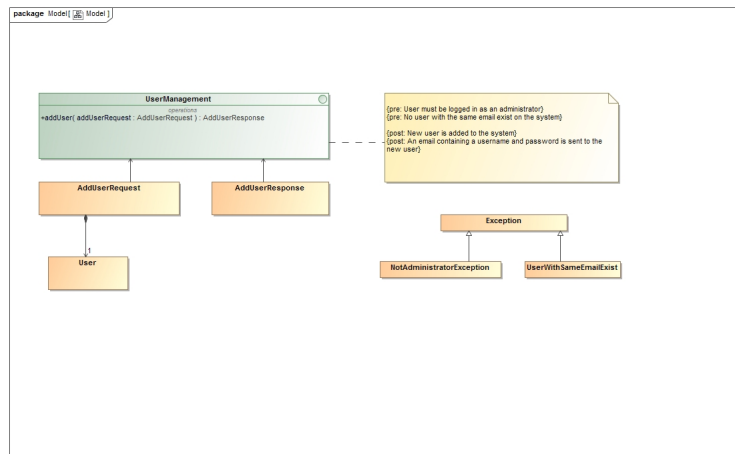 package Model[ Model ]
UserManagement
operations
+addUser( addUserRequest : AddUserRequest ) : AddUserResponse
{pre: User must be logged in as an administrator}
{pre: No user with the same email exist on the system}
{post: New user is added to the system}
{post: An email containing a username and password is sent to the
new user}
AddUserRequest
AddUserResponse
Exception
1
User
NotAdministratorException
UserWithSameEmailExist